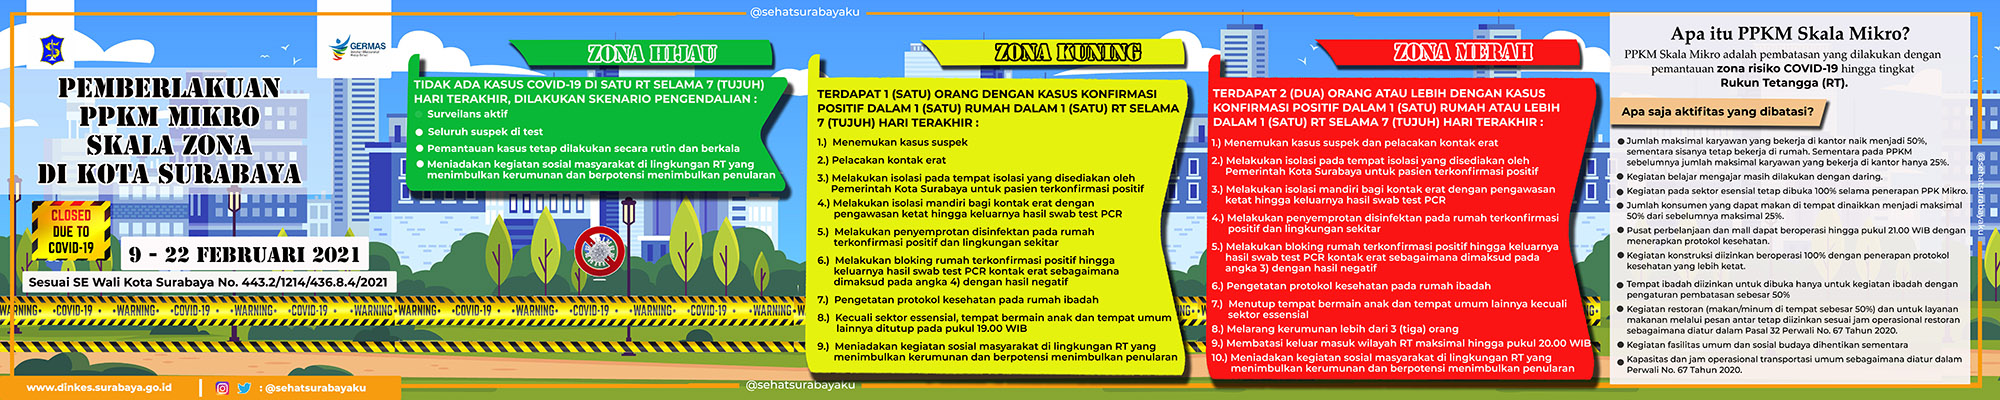 @sehatsurabayaku
GERMAS
PEMBERLAKUAN
PPKM MIKRO
SKALA ZONA
DI KOTA SURABAYA
CLOSED
DUE TO
COVID-19
9 - 22 FEBRUARI 2021
Sesuai SE Wali Kota Surabaya No. 443.2/1214/436.8.4/2021
WARNING - COVID-19 - WARNING - COVID-19 - WARNING - COVID-19 - WARNING
www.dinkes.surabaya.go.id
: @sehatsurabayaku
ZONA HIJAU
TIDAK ADA KASUS COVID-19 DI SATU RT SELAMA 7 (TUJUH)
HARI TERAKHIR, DILAKUKAN SKENARIO PENGENDALIAN :
Surveilans aktif
Seluruh suspek di test
Pemantauan kasus tetap dilakukan secara rutin dan berkala
Meniadakan kegiatan sosial masyarakat di lingkungan RT yang
menimbulkan kerumunan dan berpotensi menimbulkan penularan
ZONA KUNING
TERDAPAT 1 (SATU) ORANG DENGAN KASUS KONFIRMASI
POSITIF DALAM 1 (SATU) RUMAH DALAM 1 (SATU) RT SELAMA
7 (TUJUH) HARI TERAKHIR :
1.) Menemukan kasus suspek
2.) Pelacakan kontak erat
3.) Melakukan isolasi pada tempat isolasi yang disediakan oleh
Pemerintah Kota Surabaya untuk pasien terkonfirmasi positif
4.) Melakukan isolasi mandiri bagi kontak erat dengan
pengawasan ketat hingga keluarnya hasil swab test PCR
5.) Melakukan penyemprotan disinfektan pada rumah
terkonfirmasi positif dan lingkungan sekitar
6.) Melakukan bloking rumah terkonfirmasi positif hingga
keluarnya hasil swab test PCR kontak erat sebagaimana
dimaksud pada angka 4) dengan hasil negatif
7.) Pengetatan protokol kesehatan pada rumah ibadah
8.) Kecuali sektor essensial, tempat bermain anak dan tempat umum
lainnya ditutup pada pukul 19.00 WIB
9.) Meniadakan kegiatan sosial masyarakat di lingkungan RT yang
menimbulkan kerumunan dan berpotensi menimbulkan penularan
@sehatsurabayaku
ZONA MERAH
TERDAPAT 2 (DUA) ORANG ATAU LEBIH DENGAN KASUS
KONFIRMASI POSITIF DALAM 1 (SATU) RUMAH ATAU LEBIH
DALAM 1 (SATU) RT SELAMA 7 (TUJUH) HARI TERAKHIR :
1.) Menemukan kasus suspek dan pelacakan kontak erat
2.) Melakukan isolasi pada tempat isolasi yang disediakan oleh
Pemerintah Kota Surabaya untuk pasien terkonfirmasi positif
3.) Melakukan isolasi mandiri bagi kontak erat dengan pengawasan
ketat hingga keluarnya hasil swab test PCR
4.) Melakukan penyemprotan disinfektan pada rumah terkonfirmasi
positif dan lingkungan sekitar
5.) Melakukan bloking rumah terkonfirmasi positif hingga keluarnya
hasil swab test PCR kontak erat sebagaimana dimaksud pada
angka 3) dengan hasil negatif
6.) Pengetatan protokol kesehatan pada rumah ibadah
7.) Menutup tempat bermain anak dan tempat umum lainnya kecuali
sektor essensial
8.) Melarang kerumunan lebih dari 3 (tiga) orang
9.) Membatasi keluar masuk wilayah RT maksimal hingga pukul 20.00 WIB
10.) Meniadakan kegiatan sosial masyarakat di lingkungan RT yang
menimbulkan kerumunan dan berpotensi menimbulkan penularan
Apa itu PPKM Skala Mikro?
PPKM Skala Mikro adalah pembatasan yang dilakukan dengan
pemantauan zona risiko COVID-19 hingga tingkat
Rukun Tetangga (RT).
Apa saja aktifitas yang dibatasi?
Jumlah maksimal karyawan yang bekerja di kantor naik menjadi 50%,
sementara sisanya tetap bekerja di rumah. Sementara pada PPKM
sebelumnya jumlah maksimal karyawan yang bekerja di kantor hanya 25%.
Kegiatan belajar mengajar masih dilakukan dengan daring.
Kegiatan pada sektor esensial tetap dibuka 100% selama penerapan PPK Mikro.
Jumlah konsumen yang dapat makan di tempat dinaikkan menjadi maksimal
50% dari sebelumnya maksimal 25%.
Pusat perbelanjaan dan mall dapat beroperasi hingga pukul 21.00 WIB dengan
menerapkan protokol kesehatan.
Kegiatan konstruksi diizinkan beroperasi 100% dengan penerapan protokol
kesehatan yang lebih ketat.
Tempat ibadah diizinkan untuk dibuka hanya untuk kegiatan ibadah dengan
pengaturan pembatasan sebesar 50%
Kegiatan restoran (makan/minum di tempat sebesar 50%) dan untuk layanan
makanan melalui pesan antar tetap diizinkan sesuai jam operasional restoran
sebagaimana diatur dalam Pasal 32 Perwali No. 67 Tahun 2020.
Kegiatan fasilitas umum dan sosial budaya dihentikan sementara
Kapasitas dan jam operasional transportasi umum sebagaimana diatur dalam
Perwali No. 67 Tahun 2020.
@sehatsurabayaku